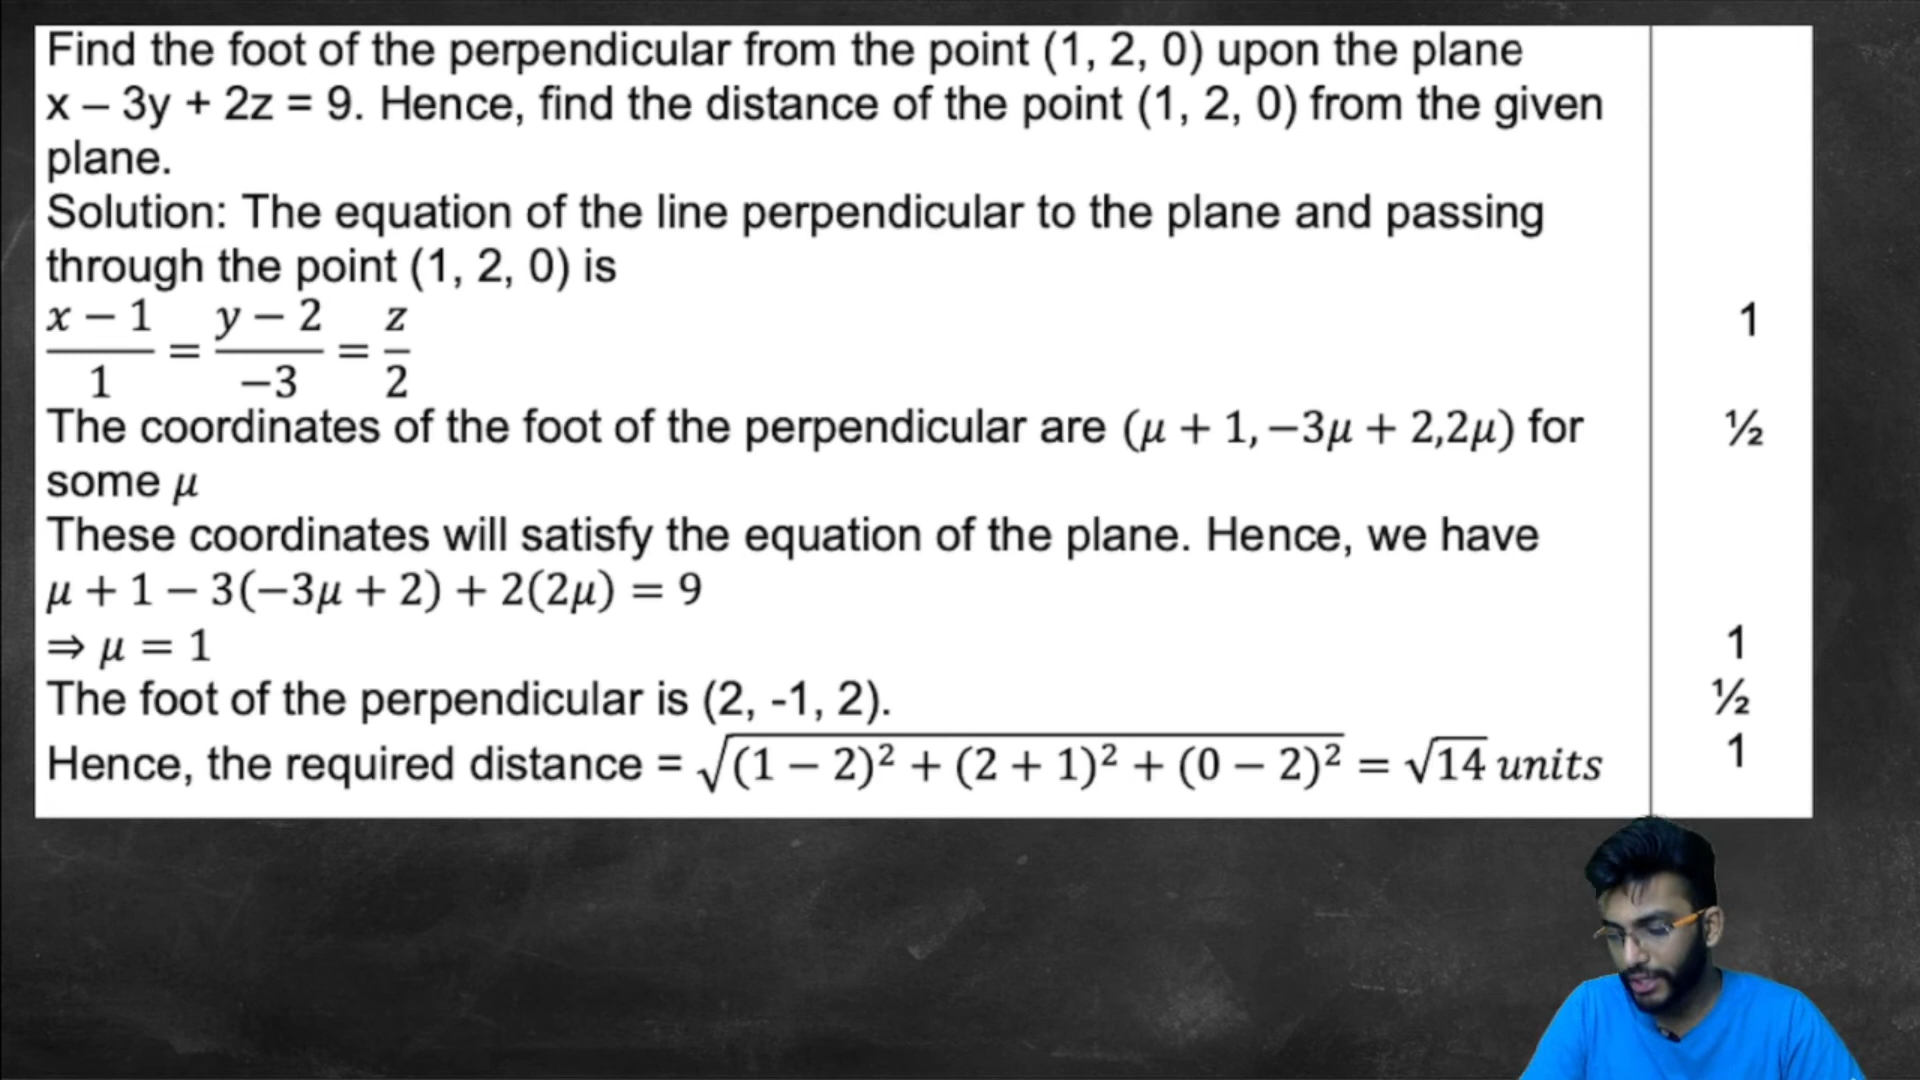 Find the foot of the perpendicular from the point (1, 2, 0) upon the plane
x – 3y + 2z = 9. Hence, find the distance of the point (1, 2, 0) from the given
plane.
Solution: The equation of the line perpendicular to the plane and passing
through the point (1, 2, 0) is
(x − 1)/1 = (y − 2)/−3 = z/2 1
The coordinates of the foot of the perpendicular are (μ + 1, −3μ + 2,2μ) for ½
some μ
These coordinates will satisfy the equation of the plane. Hence, we have
μ + 1 − 3(−3μ + 2) + 2(2μ) = 9
⇒ μ = 1 1
The foot of the perpendicular is (2, -1, 2). ½
Hence, the required distance = √((1 − 2)² + (2 + 1)² + (0 − 2)²) = √14 units 1